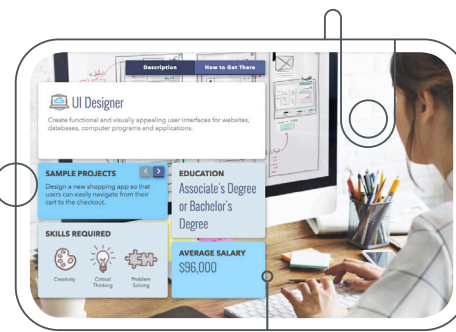 Description
How to Get There
UI Designer
Create functional and visually appealing user interfaces for websites,
databases, computer programs and applications.
SAMPLE PROJECTS
Design a new shopping app so that
users can easily navigate from their
cart to the checkout.
EDUCATION
Associate's Degree
or Bachelor's
Degree
SKILLS REQUIRED
Creativity
Critical
Thinking
Problem
Solving
AVERAGE SALARY
$96,000